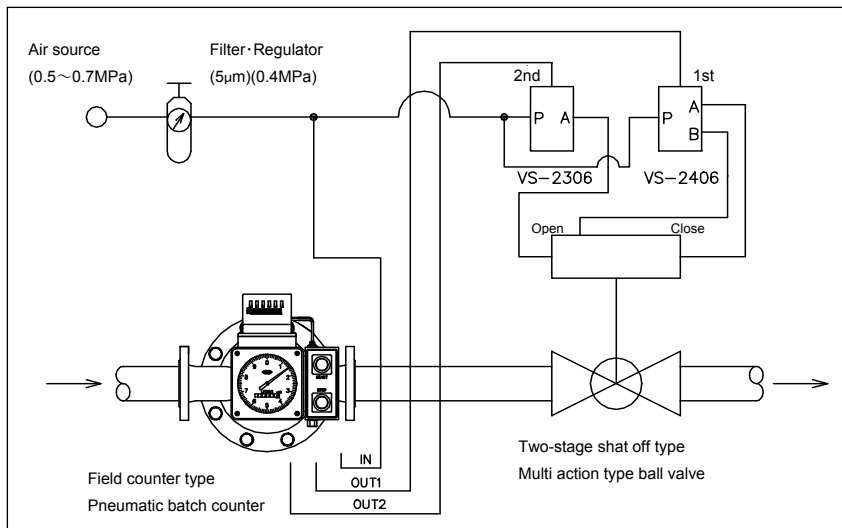 Air source
(0.5～0.7MPa)
Filter･Regulator
(5μm)(0.4MPa)
2nd
1st
P A
P A
B
VS-2306
VS-2406
Open
Close
START
STOP
IN
OUT1
OUT2
Field counter type
Pneumatic batch counter
Two-stage shat off type
Multi action type ball valve